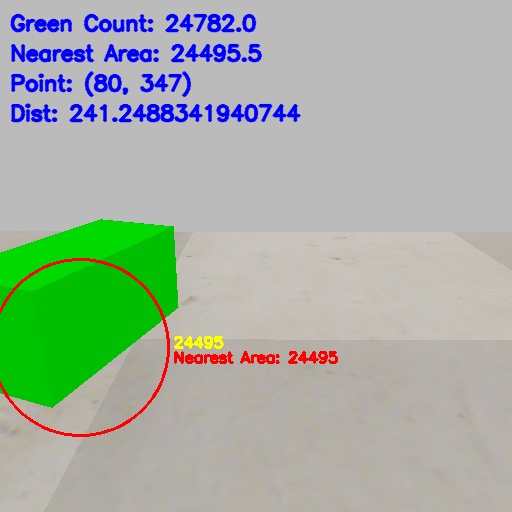 Green Count: 24782.0
Nearest Area: 24495.5
Point: (80, 347)
Dist: 241.2488341940744
24495
Nearest Area: 24495